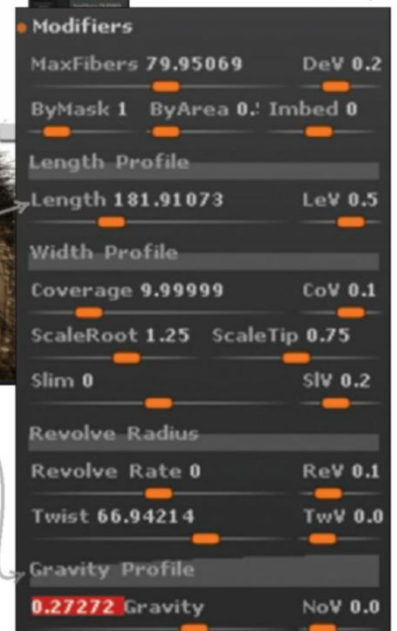 Modifiers
MaxFibers 79.95069 DeV 0.2
ByMask 1 ByArea 0.! Imbed 0
Length Profile
Length 181.91073 LeV 0.5
Width Profile
Coverage 9.99999 CoV 0.1
ScaleRoot 1.25 ScaleTip 0.75
Slim 0 SlV 0.2
Revolve Radius
Revolve Rate 0 ReV 0.1
Twist 66.94214 TwV 0.0
Gravity Profile
0.27272 Gravity NoV 0.0